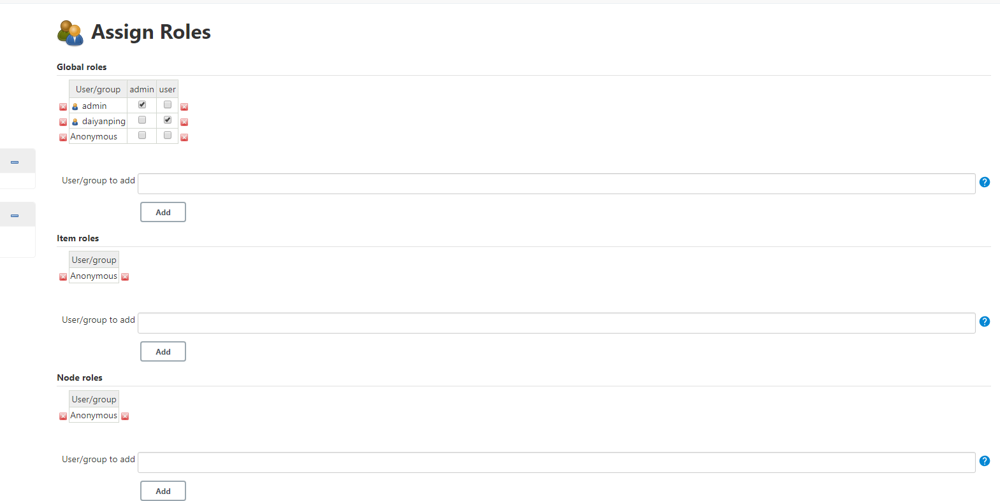 Assign Roles
Global roles
User/group admin user
admin
daiyanping
Anonymous
User/group to add
Add
Item roles
User/group
Anonymous
User/group to add
Add
Node roles
User/group
Anonymous
User/group to add
Add